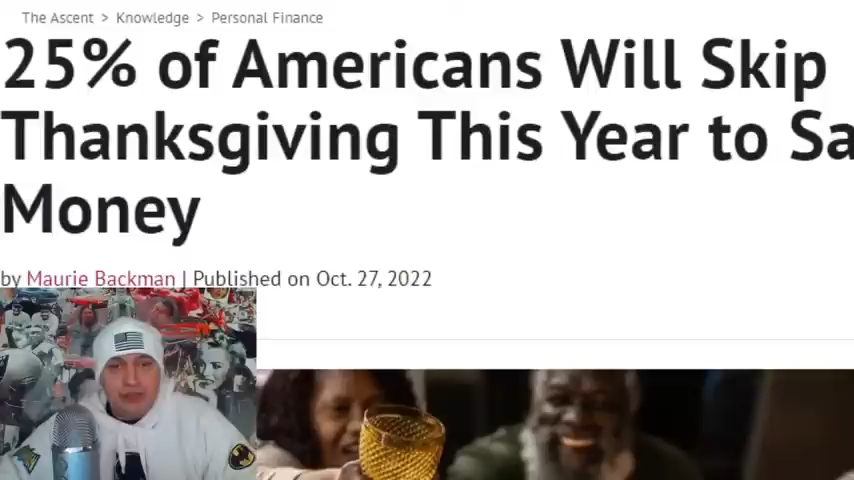 The Ascent > Knowledge > Personal Finance
25% of Americans Will Skip
Thanksgiving This Year to Sa
Money
by Maurie Backman | Published on Oct. 27, 2022